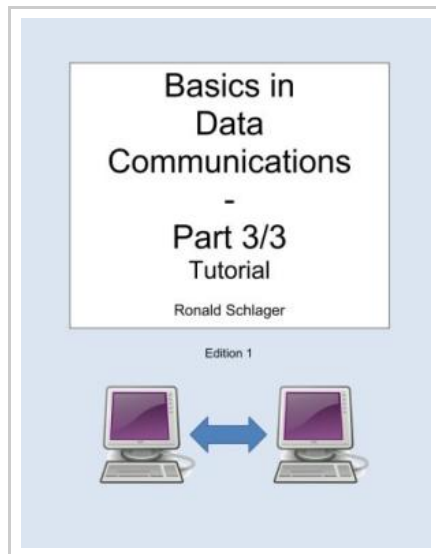 Basics in
Data
Communications
-
Part 3/3
Tutorial
Ronald Schlager
Edition 1